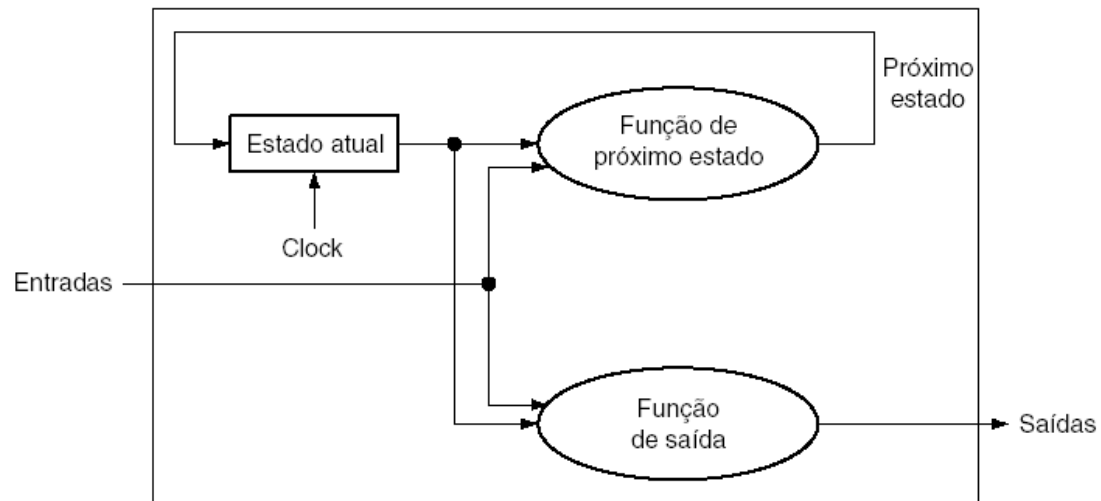 Próximo
estado
Estado atual
Função de
próximo estado
Clock
Entradas
Função
de saída
Saídas